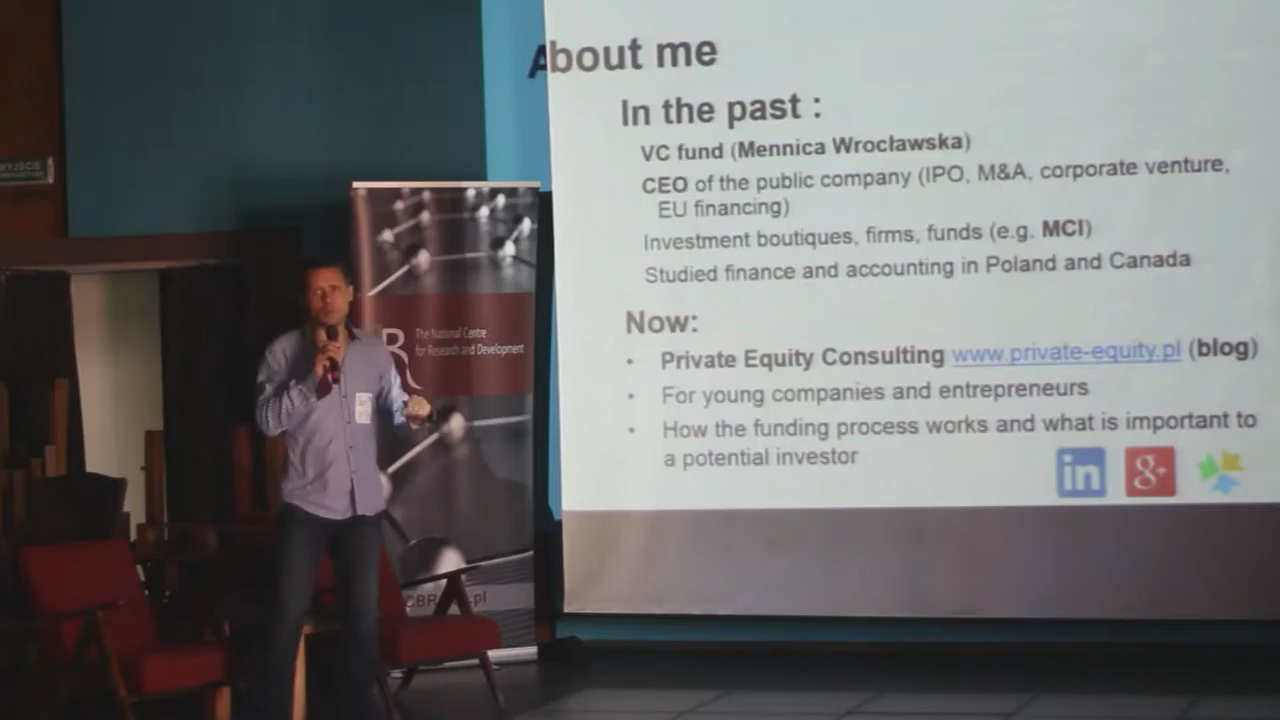 About me
In the past :
VC fund (Mennica Wrocławska)
CEO of the public company (IPO, M&A, corporate venture,
EU financing)
Investment boutiques, firms, funds (e.g. MCI)
Studied finance and accounting in Poland and Canada
Now:
• Private Equity Consulting www.private-equity.pl (blog)
• For young companies and entrepreneurs
• How the funding process works and what is important to
a potential investor
in g+
WYJŚCIE
R
The National Centre
for Research and Development
.pl